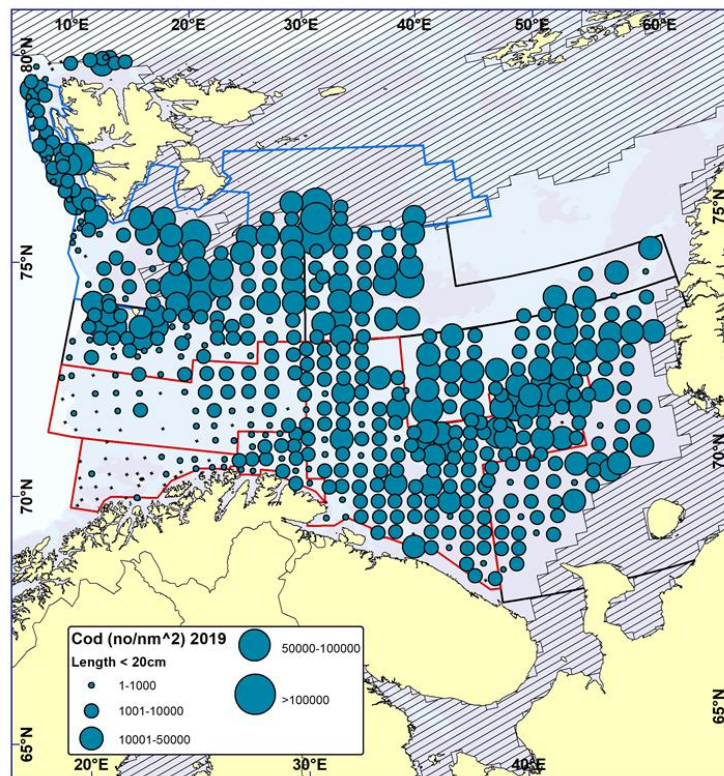 10°E 20°E 30°E 40°E 50°E 60°E
80°N
75°N 75°N
70°N 70°N
65°N 65°N
Cod (no/nm^2) 2019
Length < 20cm
1-1000
1001-10000
10001-50000
50000-100000
>100000
20°E 30°E 40°E